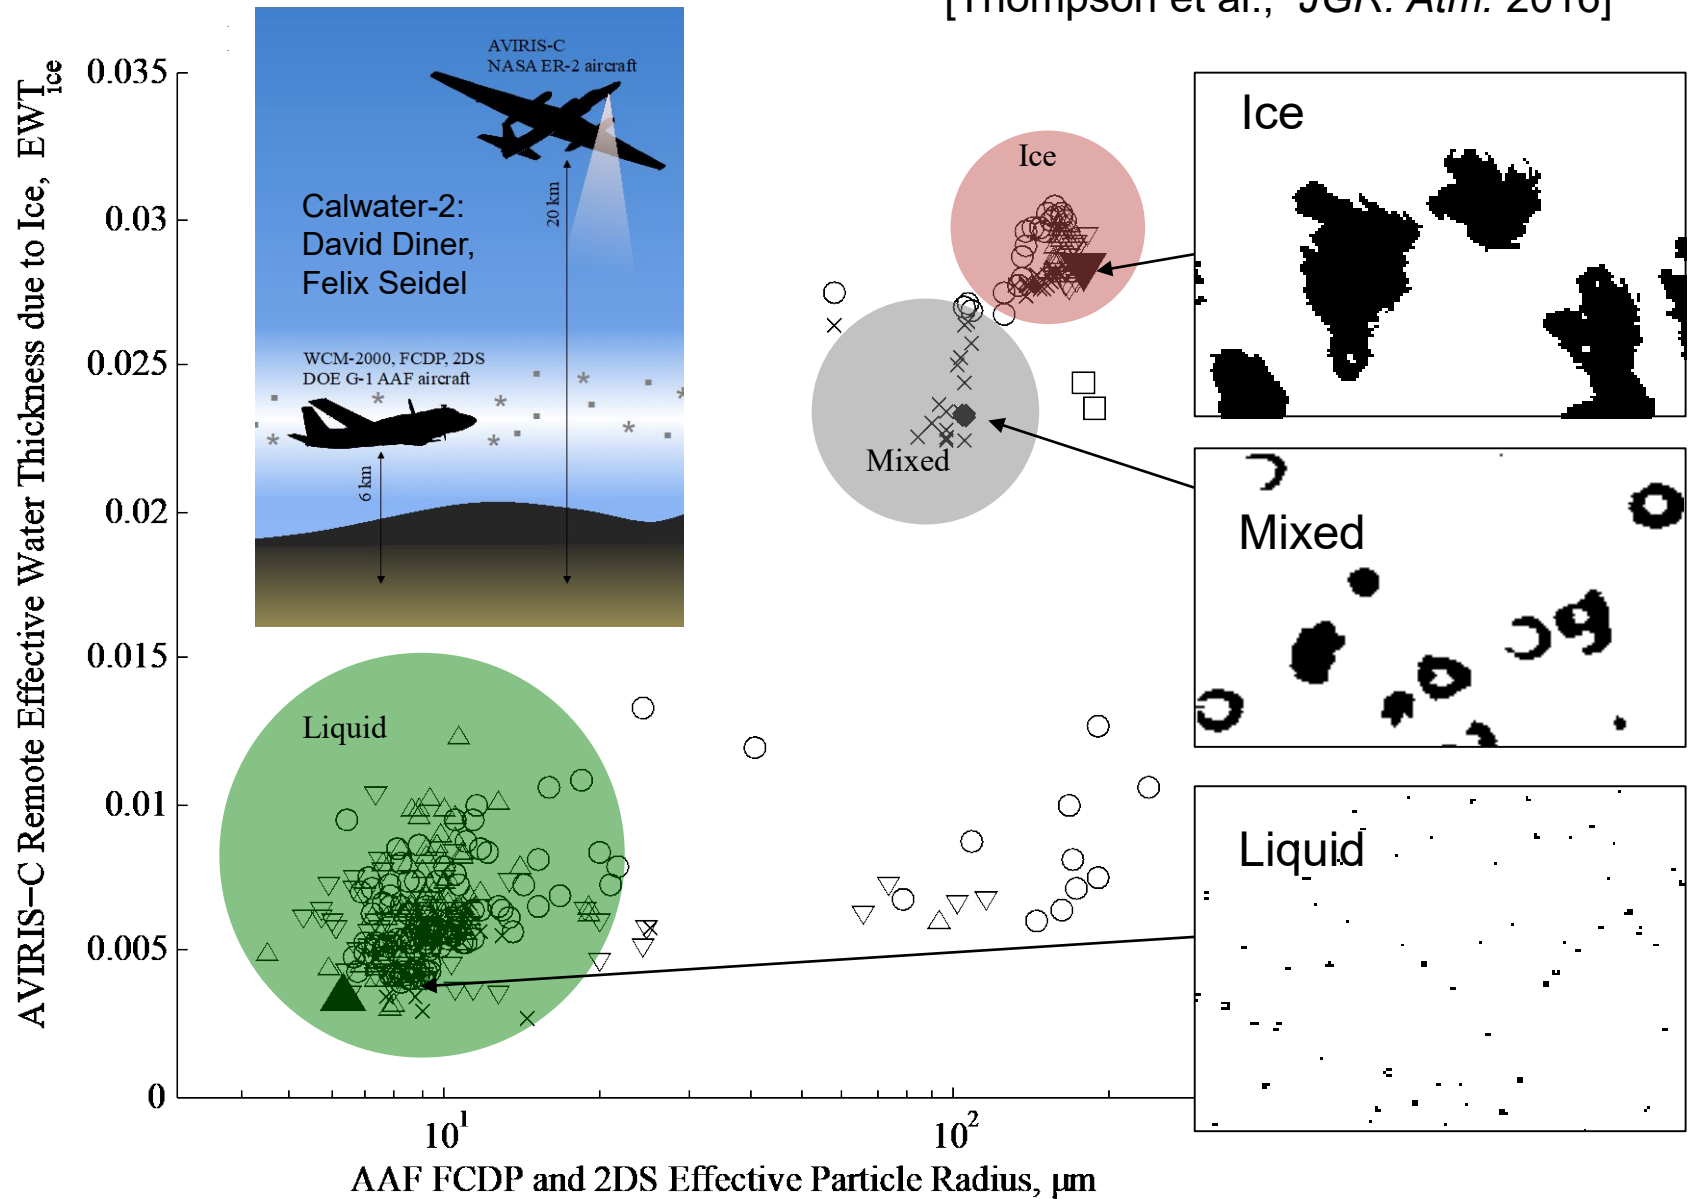 [Thompson et al., JGR. Atm. 2016]
AVIRIS−C Remote Effective Water Thickness due to Ice, EWT_ice
0.035
0.03
0.025
0.02
0.015
0.01
0.005
0
AVIRIS-C
NASA ER-2 aircraft
20 km
Calwater-2:
David Diner,
Felix Seidel
WCM-2000, FCDP, 2DS
DOE G-1 AAF aircraft
6 km
Ice
Mixed
Liquid
Ice
Mixed
Liquid
10^1
10^2
AAF FCDP and 2DS Effective Particle Radius, μm